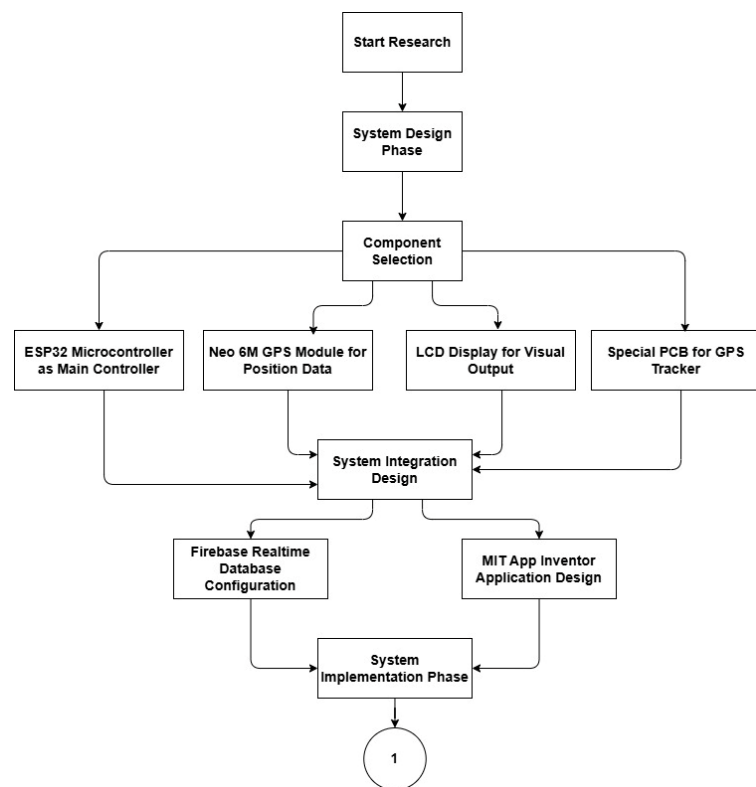 Start Research
System Design
Phase
Component
Selection
ESP32 Microcontroller
as Main Controller
Neo 6M GPS Module for
Position Data
LCD Display for Visual
Output
Special PCB for GPS
Tracker
System Integration
Design
Firebase Realtime
Database
Configuration
MIT App Inventor
Application Design
System
Implementation Phase
1